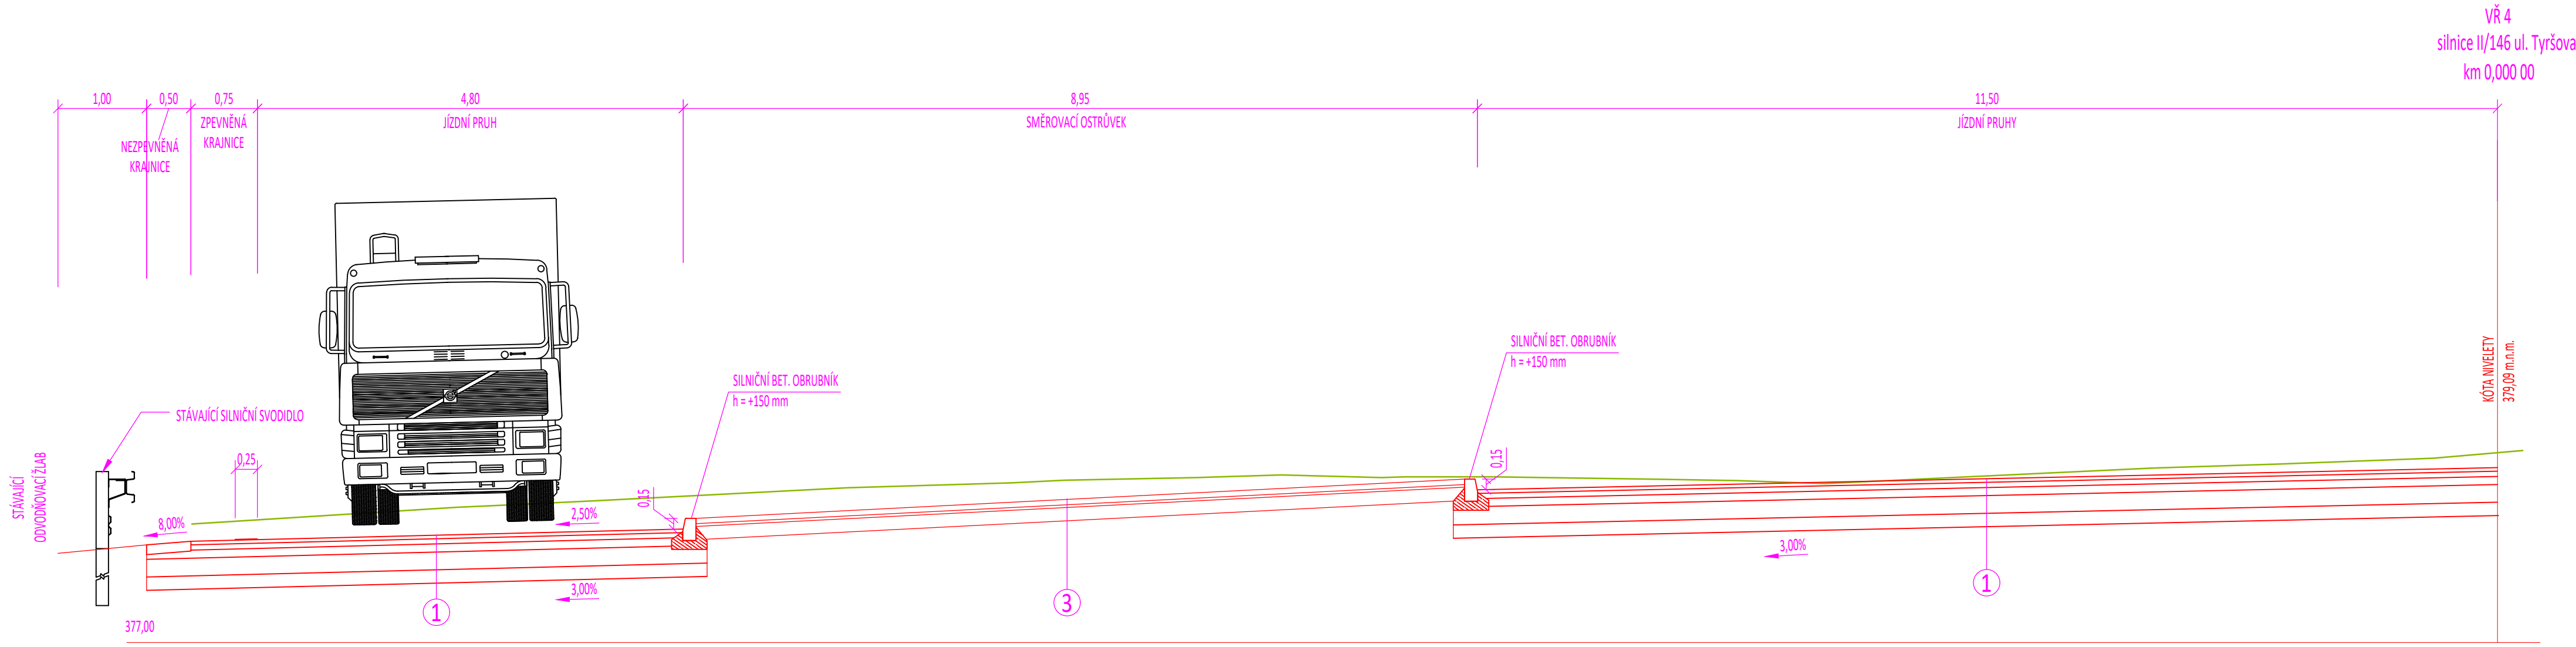 VŘ 4
silnice II/146 ul. Tyršova
km 0,000 00
1,00
0,50
0,75
4,80
8,95
11,50
NEZPEVNĚNÁ
KRAJNICE
ZPEVNĚNÁ
KRAJNICE
JÍZDNÍ PRUH
SMĚROVACÍ OSTRŮVEK
JÍZDNÍ PRUHY
SILNIČNÍ BET. OBRUBNÍK
h = +150 mm
SILNIČNÍ BET. OBRUBNÍK
h = +150 mm
KÓTA NIVELETY
379,09 m.n.m.
STÁVAJÍCÍ SILNIČNÍ SVODIDLO
STÁVAJÍCÍ
ODVODŇOVACÍ ŽLAB
0,25
0,15
0,15
8,00%
2,50%
3,00%
3,00%
1
3
1
377,00